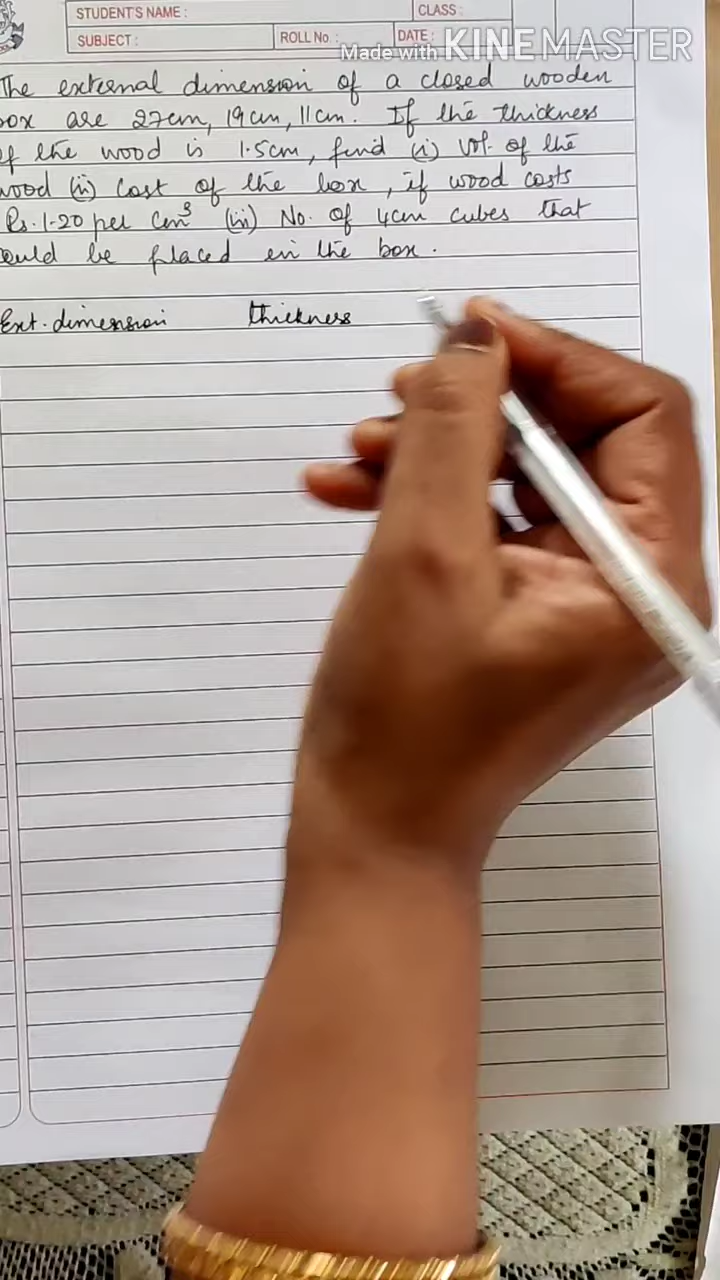 STUDENT'S NAME :
CLASS :
SUBJECT :
ROLL No. :
DATE :
Made with KINEMASTER
The external dimension of a closed wooden
box are 27cm, 19cm, 11cm. If the thickness
of the wood is 1.5cm, find (i) Vol. of the
wood (ii) Cost of the box, if wood costs
Rs. 1.20 per cm³ (iii) No. of 4cm cubes that
could be placed in the box.
Ext. dimension thickness